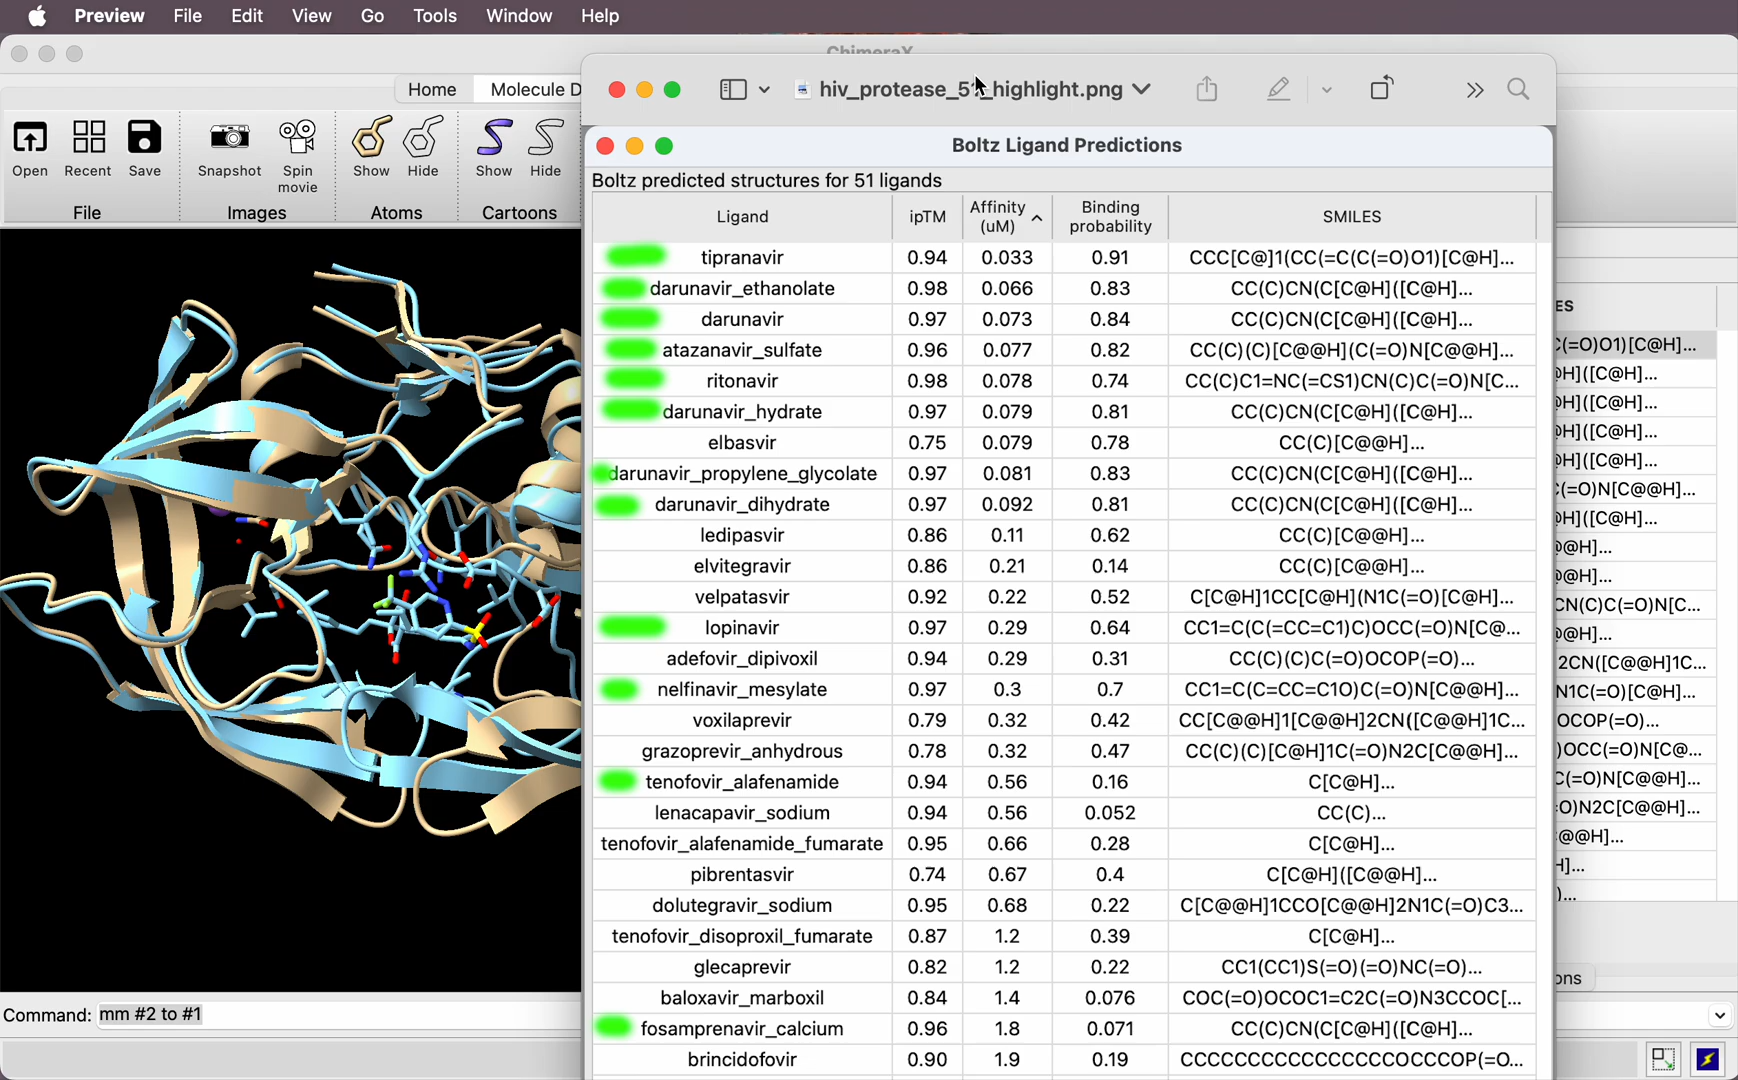 Preview File Edit View Go Tools Window Help
ChimeraX
Home Molecule D
hiv_protease_51_highlight.png
Open Recent Save Snapshot Spin movie Show Hide Show Hide
File Images Atoms Cartoons
Boltz Ligand Predictions
Boltz predicted structures for 51 ligands
Ligand ipTM Affinity (uM) Binding probability SMILES
tipranavir 0.94 0.033 0.91 CCC[C@]1(CC(=C(C(=O)O1)[C@H]...
darunavir_ethanolate 0.98 0.066 0.83 CC(C)CN(C[C@H]([C@H]...
darunavir 0.97 0.073 0.84 CC(C)CN(C[C@H]([C@H]...
atazanavir_sulfate 0.96 0.077 0.82 CC(C)(C)[C@@H](C(=O)N[C@@H]...
ritonavir 0.98 0.078 0.74 CC(C)C1=NC(=CS1)CN(C)C(=O)N[C...
darunavir_hydrate 0.97 0.079 0.81 CC(C)CN(C[C@H]([C@H]...
elbasvir 0.75 0.079 0.78 CC(C)[C@@H]...
darunavir_propylene_glycolate 0.97 0.081 0.83 CC(C)CN(C[C@H]([C@H]...
darunavir_dihydrate 0.97 0.092 0.81 CC(C)CN(C[C@H]([C@H]...
ledipasvir 0.86 0.11 0.62 CC(C)[C@@H]...
elvitegravir 0.86 0.21 0.14 CC(C)[C@@H]...
velpatasvir 0.92 0.22 0.52 C[C@H]1CC[C@H](N1C(=O)[C@H]...
lopinavir 0.97 0.29 0.64 CC1=C(C(=CC=C1)C)OCC(=O)N[C@...
adefovir_dipivoxil 0.94 0.29 0.31 CC(C)(C)C(=O)OCOP(=O)...
nelfinavir_mesylate 0.97 0.3 0.7 CC1=C(C=CC=C1O)C(=O)N[C@@H]...
voxilaprevir 0.79 0.32 0.42 CC[C@@H]1[C@@H]2CN([C@@H]1C...
grazoprevir_anhydrous 0.78 0.32 0.47 CC(C)(C)[C@H]1C(=O)N2C[C@@H]...
tenofovir_alafenamide 0.94 0.56 0.16 C[C@H]...
lenacapavir_sodium 0.94 0.56 0.052 CC(C)...
tenofovir_alafenamide_fumarate 0.95 0.66 0.28 C[C@H]...
pibrentasvir 0.74 0.67 0.4 C[C@H]([C@@H]...
dolutegravir_sodium 0.95 0.68 0.22 C[C@@H]1CCO[C@@H]2N1C(=O)C3...
tenofovir_disoproxil_fumarate 0.87 1.2 0.39 C[C@H]...
glecaprevir 0.82 1.2 0.22 CC1(CC1)S(=O)(=O)NC(=O)...
baloxavir_marboxil 0.84 1.4 0.076 COC(=O)OCOC1=C2C(=O)N3CCOC[...
fosamprenavir_calcium 0.96 1.8 0.071 CC(C)CN(C[C@H]([C@H]...
brincidofovir 0.90 1.9 0.19 CCCCCCCCCCCCCCCCOCCCOP(=O...
ES
C(=O)O1)[C@H]...
@H]([C@H]...
@H]([C@H]...
@H]([C@H]...
@H]([C@H]...
C(=O)N[C@@H]...
@H]([C@H]...
@@H]...
@@H]...
CN(C)C(=O)N[C...
@@H]...
2CN([C@@H]1C...
N1C(=O)[C@H]...
OCOP(=O)...
)OCC(=O)N[C@...
C(=O)N[C@@H]...
=O)N2C[C@@H]...
@@H]...
H]...
)...
ons
Command: mm #2 to #1